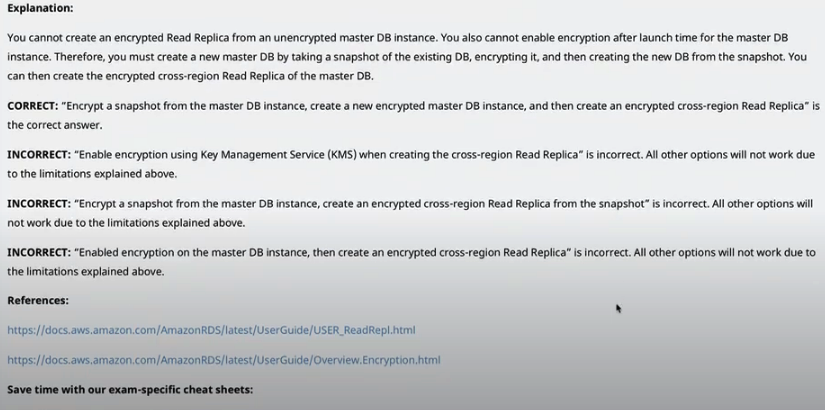 Explanation:
You cannot create an encrypted Read Replica from an unencrypted master DB instance. You also cannot enable encryption after launch time for the master DB
instance. Therefore, you must create a new master DB by taking a snapshot of the existing DB, encrypting it, and then creating the new DB from the snapshot. You
can then create the encrypted cross-region Read Replica of the master DB.
CORRECT: "Encrypt a snapshot from the master DB instance, create a new encrypted master DB instance, and then create an encrypted cross-region Read Replica" is
the correct answer.
INCORRECT: "Enable encryption using Key Management Service (KMS) when creating the cross-region Read Replica" is incorrect. All other options will not work due
to the limitations explained above.
INCORRECT: "Encrypt a snapshot from the master DB instance, create an encrypted cross-region Read Replica from the snapshot" is incorrect. All other options will
not work due to the limitations explained above.
INCORRECT: "Enabled encryption on the master DB instance, then create an encrypted cross-region Read Replica" is incorrect. All other options will not work due to
the limitations explained above.
References:
https://docs.aws.amazon.com/AmazonRDS/latest/UserGuide/USER_ReadRepl.html
https://docs.aws.amazon.com/AmazonRDS/latest/UserGuide/Overview.Encryption.html
Save time with our exam-specific cheat sheets: